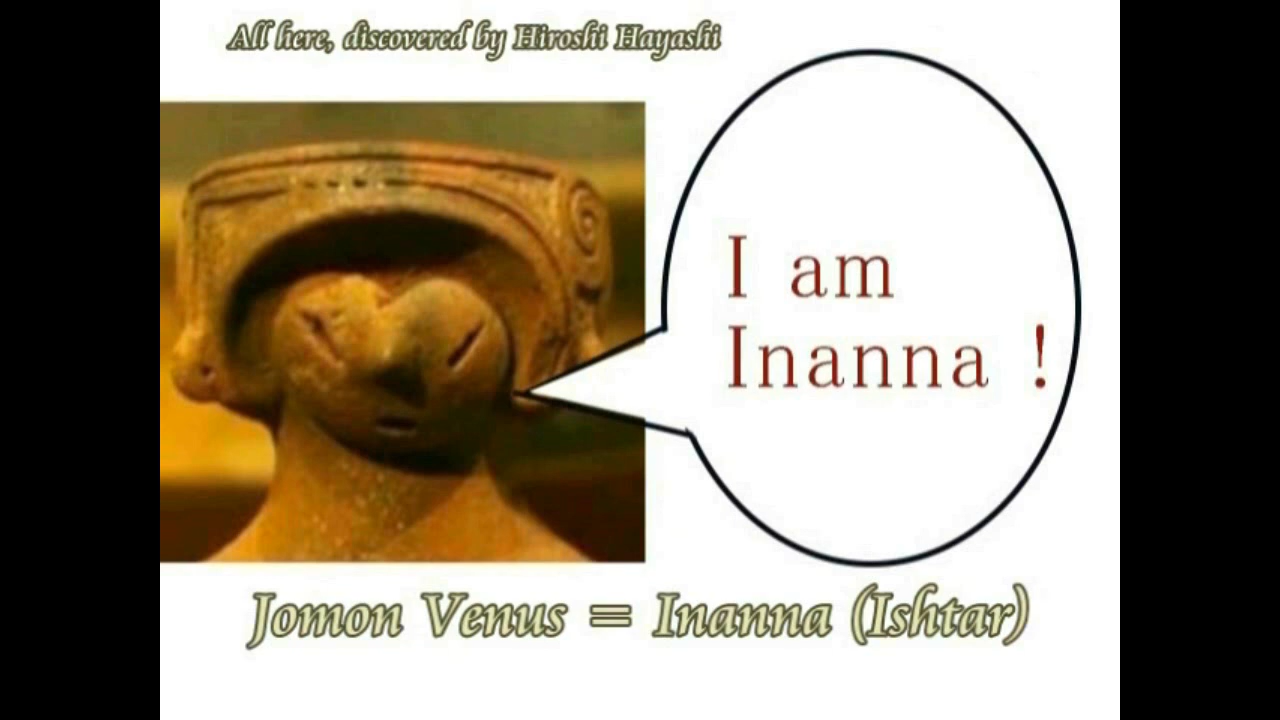 All here, discovered by Hiroshi Hayashi
I am
Inanna !
Jomon Venus = Inanna (Ishtar)